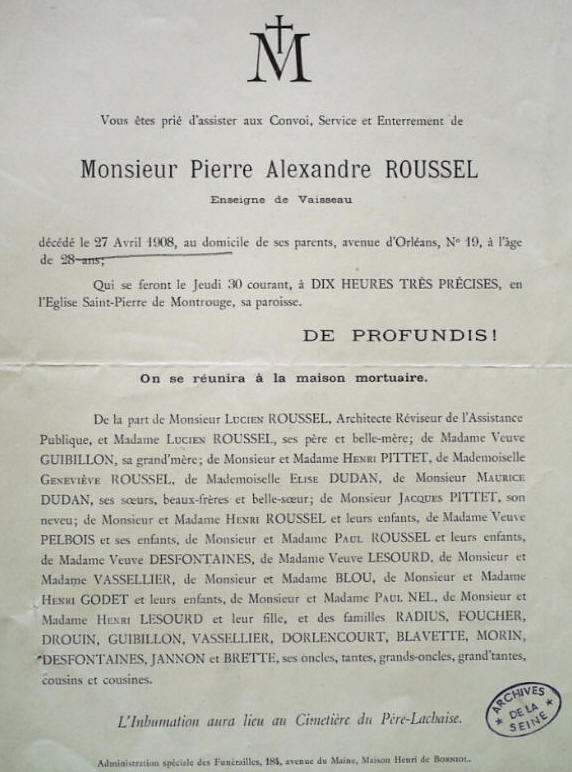 M
Vous êtes prié d'assister aux Convoi, Service et Enterrement de
Monsieur Pierre Alexandre ROUSSEL
Enseigne de Vaisseau
décédé le 27 Avril 1908, au domicile de ses parents, avenue d'Orléans, N° 19, à l'âge
de 28 ans;
Qui se feront le Jeudi 30 courant, à DIX HEURES TRÈS PRÉCISES, en
l'Eglise Saint-Pierre de Montrouge, sa paroisse.
DE PROFUNDIS!
On se réunira à la maison mortuaire.
De la part de Monsieur LUCIEN ROUSSEL, Architecte Réviseur de l'Assistance
Publique, et Madame LUCIEN ROUSSEL, ses père et belle-mère; de Madame Veuve
GUIBILLON, sa grand'mère; de Monsieur et Madame HENRI PITTET, de Mademoiselle
GENEVIÈVE ROUSSEL, de Mademoiselle ELISE DUDAN, de Monsieur MAURICE
DUDAN, ses sœurs, beaux-frères et belle-sœur; de Monsieur JACQUES PITTET, son
neveu; de Monsieur et Madame HENRI ROUSSEL et leurs enfants, de Madame Veuve
PELBOIS et ses enfants, de Monsieur et Madame PAUL ROUSSEL et leurs enfants,
de Madame Veuve DESFONTAINES, de Madame Veuve LESOURD, de Monsieur et
Madame VASSELLIER, de Monsieur et Madame BLOU, de Monsieur et Madame
HENRI GODET et leurs enfants, de Monsieur et Madame PAUL NEL, de Monsieur et
Madame HENRI LESOURD et leur fille, et des familles RADIUS, FOUCHER,
DROUIN, GUIBILLON, VASSELLIER, DORLENCOURT, BLAVETTE, MORIN,
DESFONTAINES, JANNON et BRETTE, ses oncles, tantes, grands-oncles, grand'tantes,
cousins et cousines.
L'Inhumation aura lieu au Cimetière du Père-Lachaise.
ARCHIVES
DE LA
SEINE
Administration spéciale des Funérailles, 184, avenue du Maine, Maison Henri de BORNIOL.